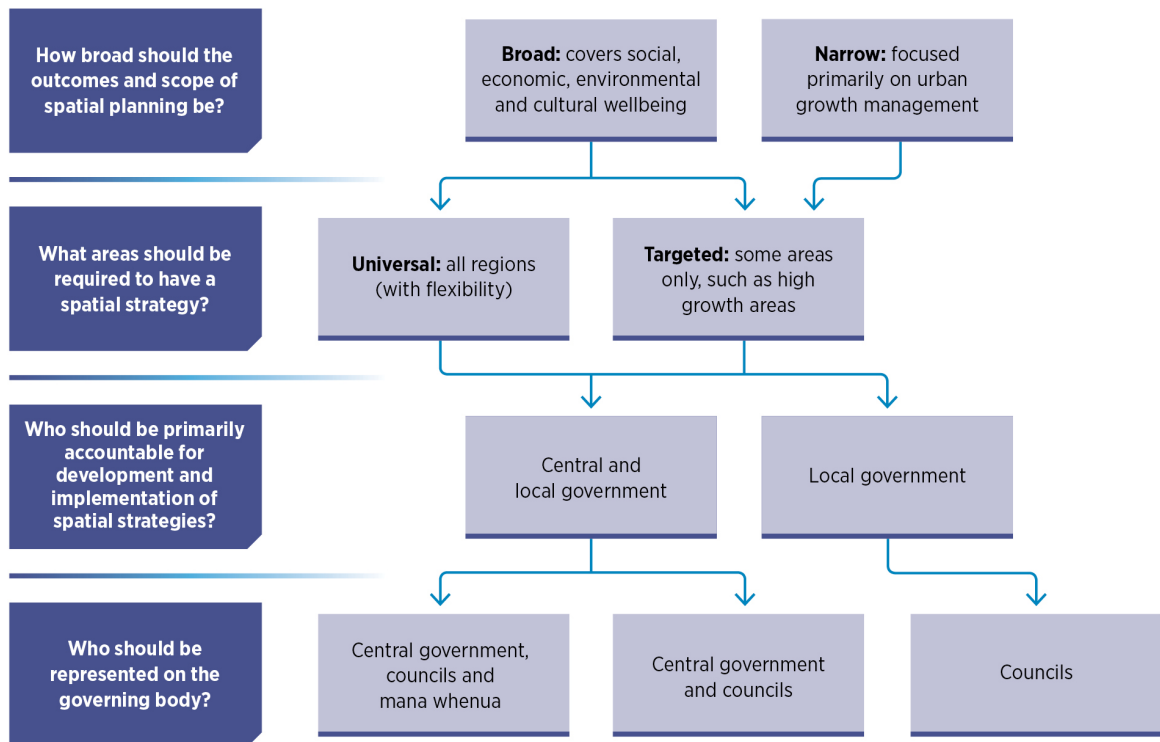 How broad should the
outcomes and scope of
spatial planning be?
Broad: covers social,
economic, environmental
and cultural wellbeing
Narrow: focused
primarily on urban
growth management
What areas should be
required to have a
spatial strategy?
Universal: all regions
(with flexibility)
Targeted: some areas
only, such as high
growth areas
Who should be primarily
accountable for
development and
implementation of
spatial strategies?
Central and
local government
Local government
Who should be
represented on the
governing body?
Central government,
councils and
mana whenua
Central government
and councils
Councils